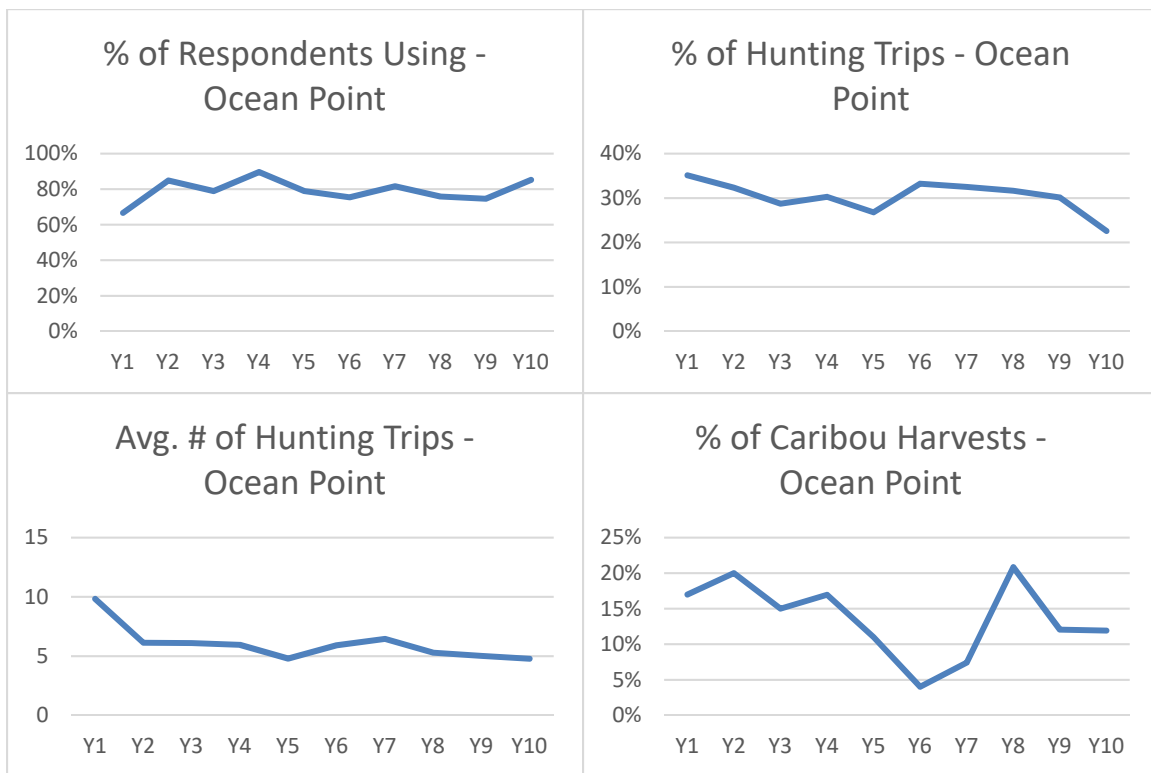 % of Respondents Using -
Ocean Point
100%
80%
60%
40%
20%
0%
Y1 Y2 Y3 Y4 Y5 Y6 Y7 Y8 Y9 Y10
% of Hunting Trips - Ocean
Point
40%
30%
20%
10%
0%
Y1 Y2 Y3 Y4 Y5 Y6 Y7 Y8 Y9 Y10
Avg. # of Hunting Trips -
Ocean Point
15
10
5
0
Y1 Y2 Y3 Y4 Y5 Y6 Y7 Y8 Y9 Y10
% of Caribou Harvests -
Ocean Point
25%
20%
15%
10%
5%
0%
Y1 Y2 Y3 Y4 Y5 Y6 Y7 Y8 Y9 Y10